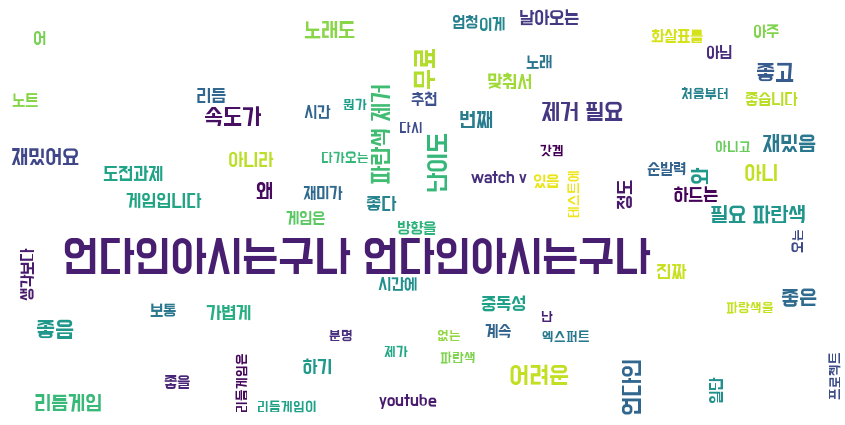 노래도
엄청
이게
날아오는
어
화살표를
아주
아님
무료
노래
좋고
노트
리듬
시간
뭔가
파란색 제거
추천
맞춰서
처음부터
좋습니다
속도가
번째
제거 필요
다시
재밌어요
도전과제
아니라
다가오는
난이도
갓겜
아니고
재밌음
순발력
와
아니
게임입니다
왜
재미가
좋다
watch v
있음
테스트에
정도
하드는
필요 파란색
게임은
방향을
오는
언다인아시는구나 언다인아시는구나
생각보다
진짜
시간에
보통
가볍게
중독성
난
파란색을
좋은
좋음
분명
없는
계속
엑스퍼트
제가
파란색
리듬게임은
좋을
하기
어려운
언다인
일단
프로젝트
리듬게임
리듬게임이
youtube